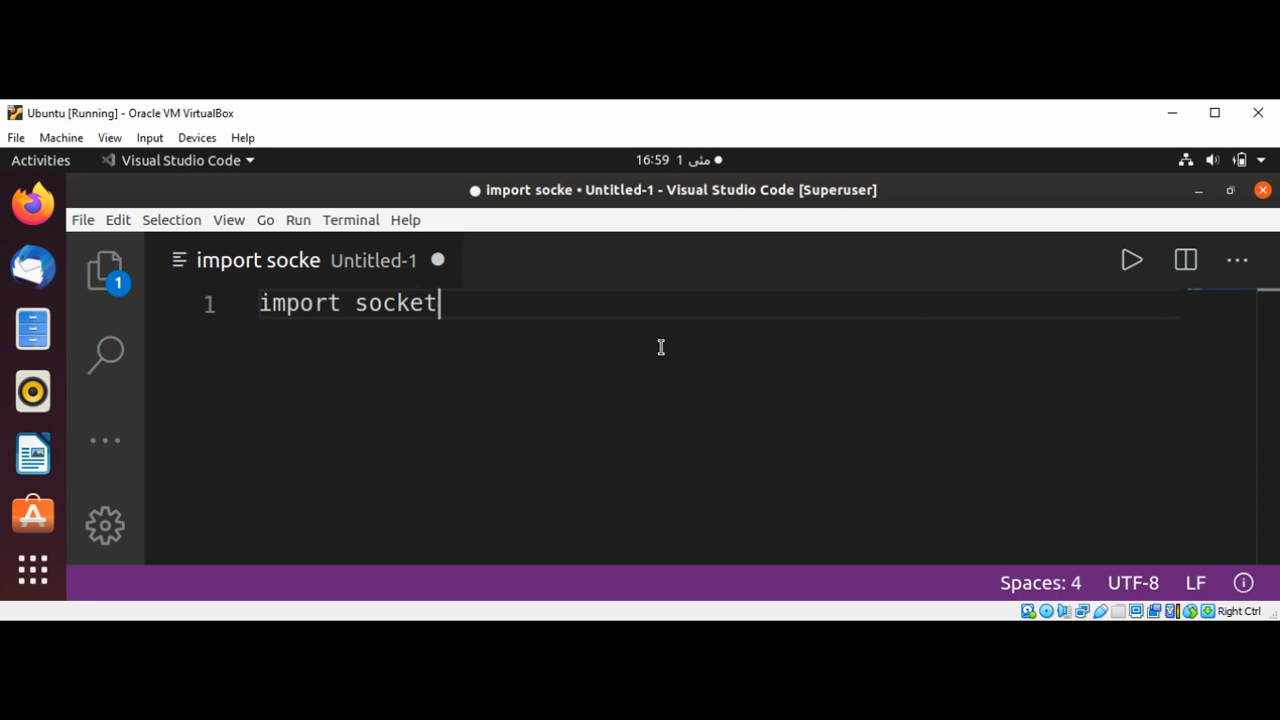 Ubuntu [Running] - Oracle VM VirtualBox
File Machine View Input Devices Help
Activities Visual Studio Code 16:59 1 مئی
● import socke • Untitled-1 - Visual Studio Code [Superuser]
File Edit Selection View Go Run Terminal Help
import socke Untitled-1
1
1 import socket
Spaces: 4 UTF-8 LF
Right Ctrl